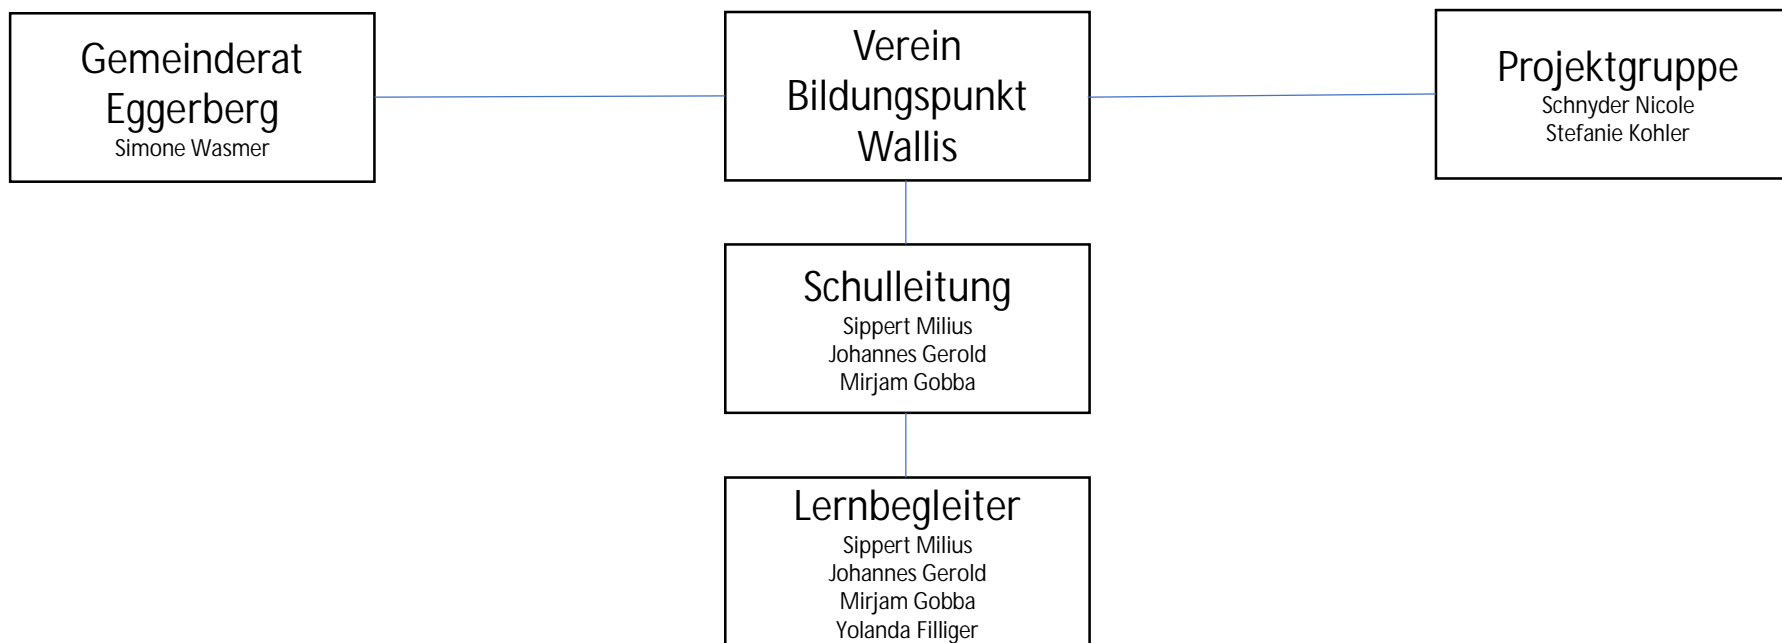 Gemeinderat
Eggerberg
Simone Wasmer
Verein
Bildungspunkt
Wallis
Projektgruppe
Schnyder Nicole
Stefanie Kohler
Schulleitung
Sippert Milius
Johannes Gerold
Mirjam Gobba
Lernbegleiter
Sippert Milius
Johannes Gerold
Mirjam Gobba
Yolanda Filliger